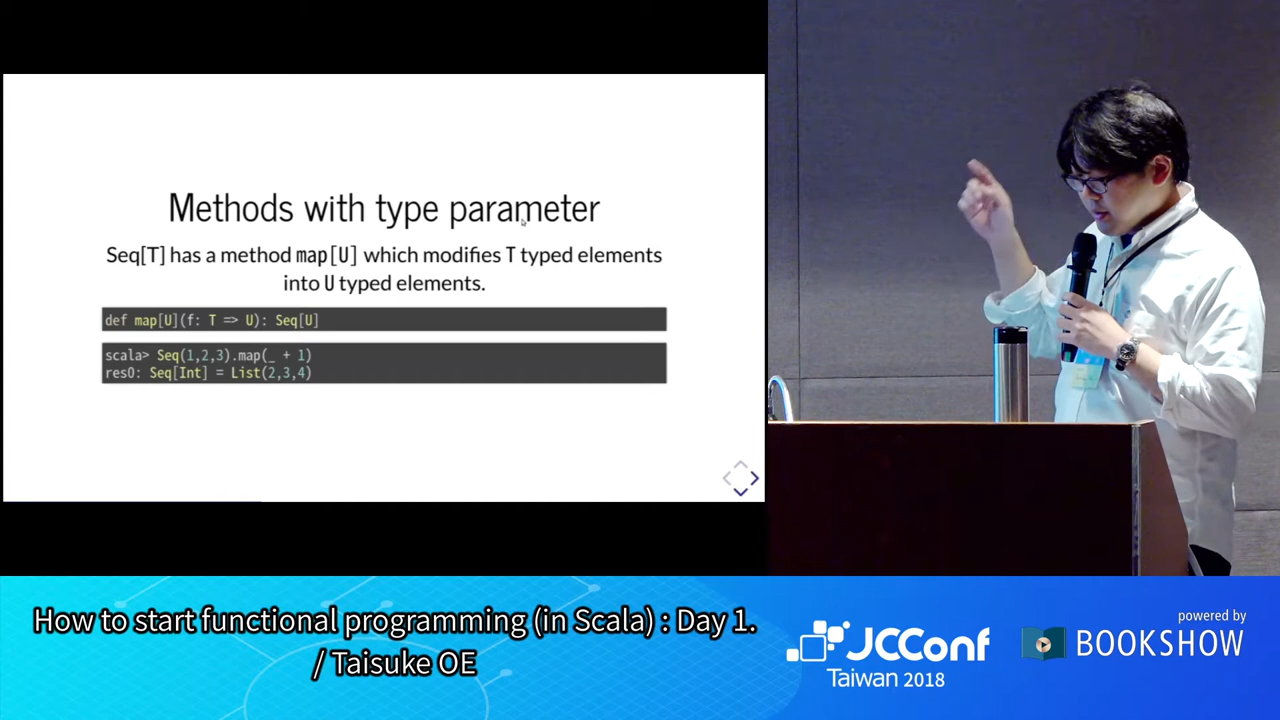 Methods with type parameter
Seq[T] has a method map[U] which modifies T typed elements
into U typed elements.
def map[U](f: T => U): Seq[U]
scala> Seq(1,2,3).map(_ + 1)
res0: Seq[Int] = List(2,3,4)
How to start functional programming (in Scala) : Day 1.
/ Taisuke OE
JCConf
Taiwan 2018
powered by
BOOKSHOW